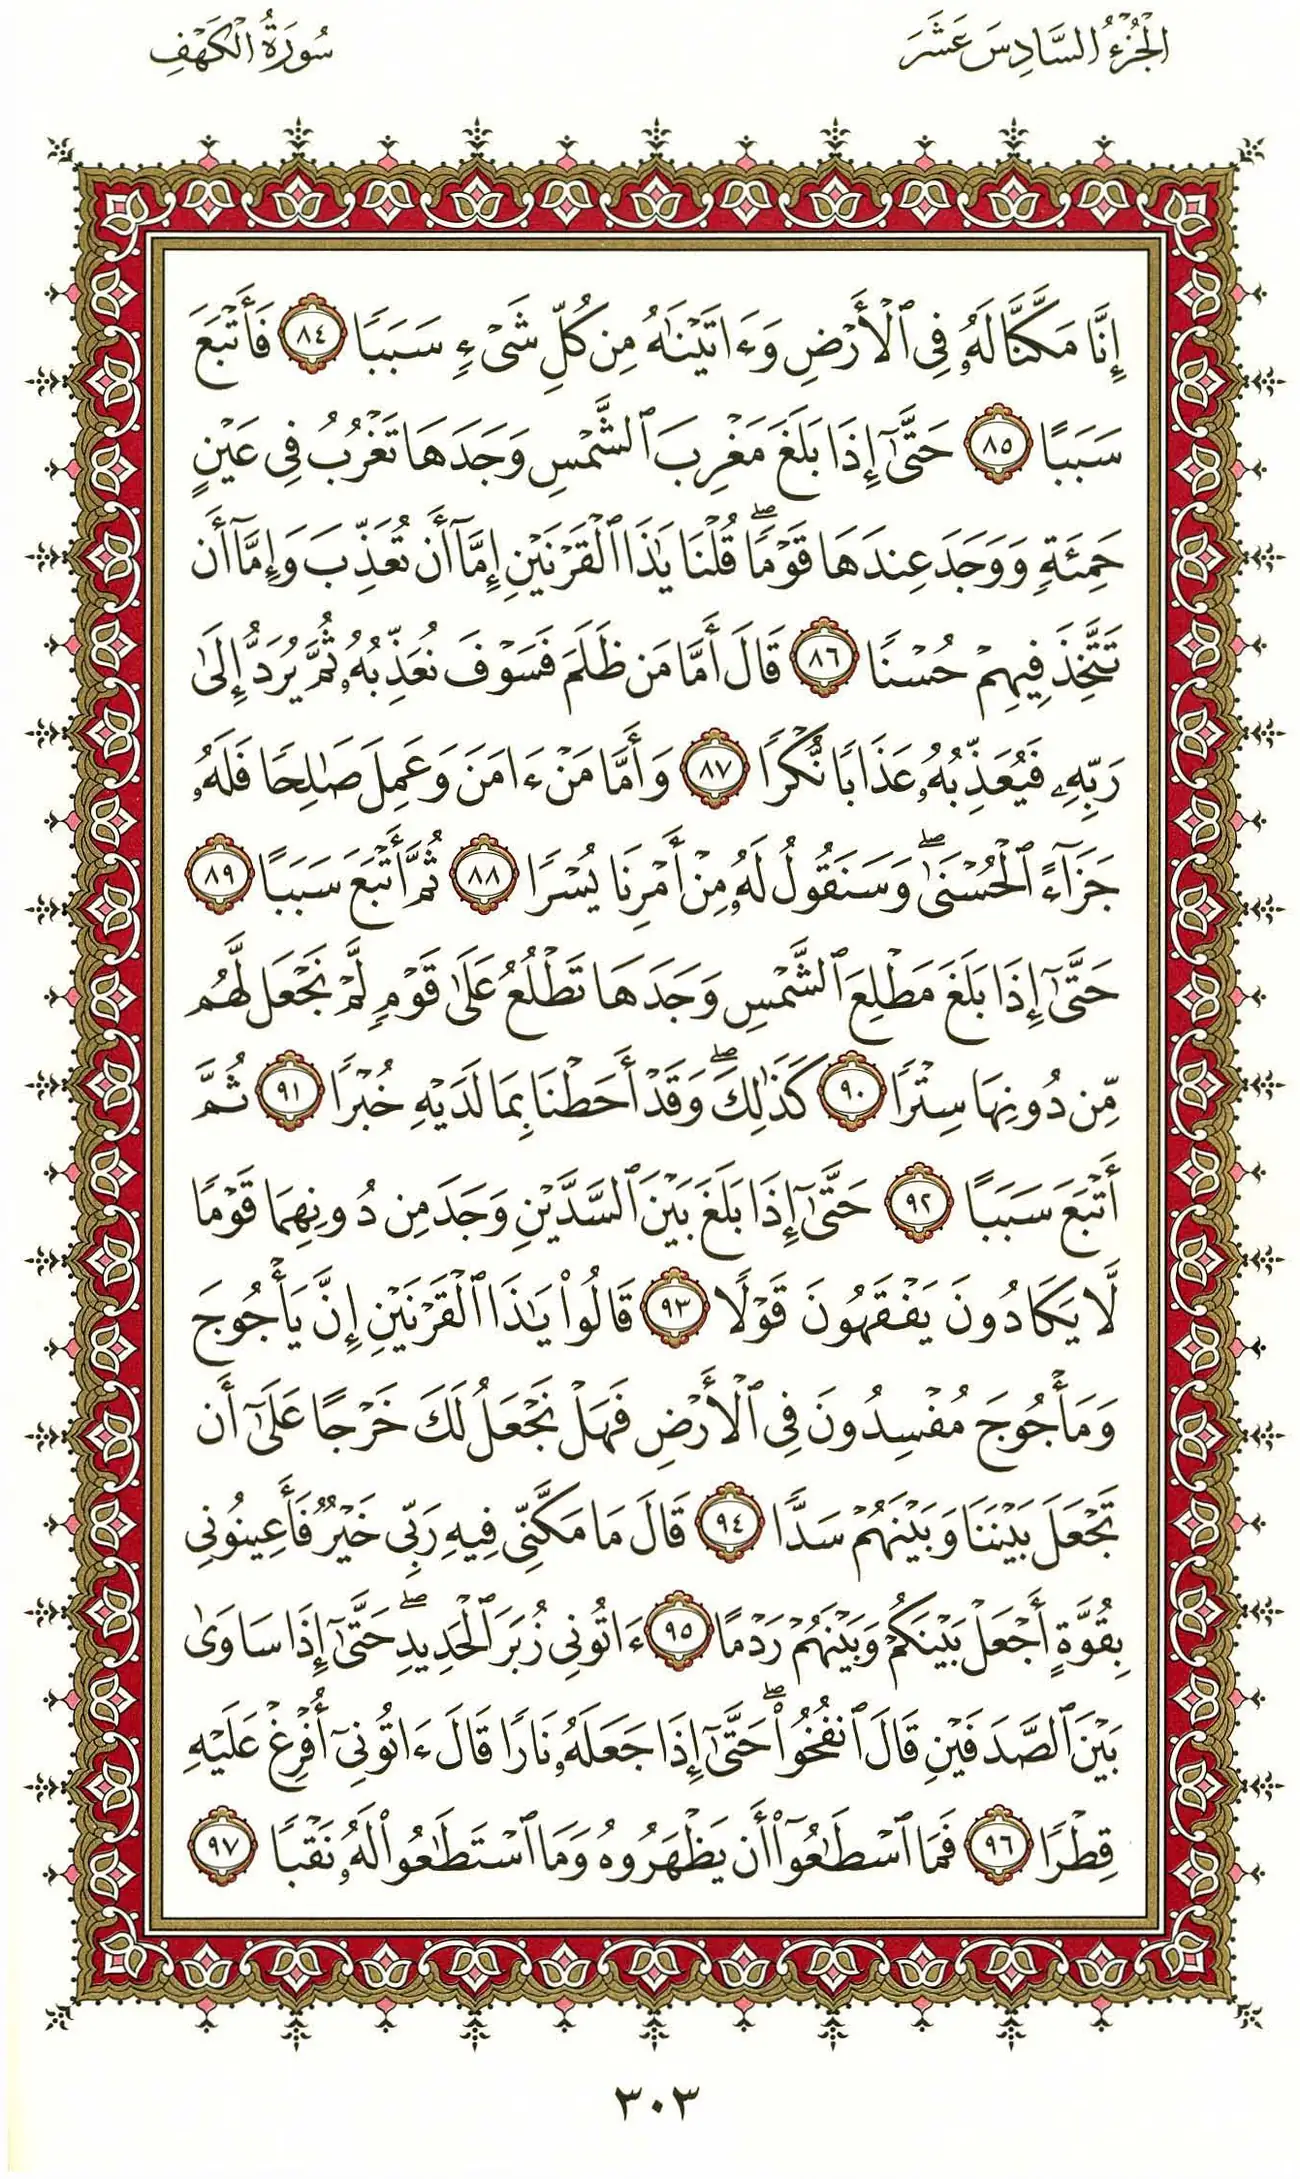 الجزء السادس عشر
سورة الكهف
إِنَّا مَكَّنَّا لَهُۥ فِى ٱلْأَرْضِ وَءَاتَيْنَٰهُ مِن كُلِّ شَىْءٍ سَبَبًا ٨٤ فَأَتْبَعَ
سَبَبًا ٨٥ حَتَّىٰٓ إِذَا بَلَغَ مَغْرِبَ ٱلشَّمْسِ وَجَدَهَا تَغْرُبُ فِى عَيْنٍ
حَمِئَةٍ وَوَجَدَ عِندَهَا قَوْمًا ۖ قُلْنَا يَٰذَا ٱلْقَرْنَيْنِ إِمَّآ أَن تُعَذِّبَ وَإِمَّآ أَن
تَتَّخِذَ فِيهِمْ حُسْنًا ٨٦ قَالَ أَمَّا مَن ظَلَمَ فَسَوْفَ نُعَذِّبُهُۥ ثُمَّ يُرَدُّ إِلَىٰ
رَبِّهِۦ فَيُعَذِّبُهُۥ عَذَابًا نُّكْرًا ٨٧ وَأَمَّا مَنْ ءَامَنَ وَعَمِلَ صَٰلِحًا فَلَهُۥ
جَزَآءً ٱلْحُسْنَىٰ ۖ وَسَنَقُولُ لَهُۥ مِنْ أَمْرِنَا يُسْرًا ٨٨ ثُمَّ أَتْبَعَ سَبَبًا ٨٩
حَتَّىٰٓ إِذَا بَلَغَ مَطْلِعَ ٱلشَّمْسِ وَجَدَهَا تَطْلُعُ عَلَىٰ قَوْمٍ لَّمْ نَجْعَل لَّهُم
مِّن دُونِهَا سِتْرًا ٩٠ كَذَٰلِكَ ۖ وَقَدْ أَحَطْنَا بِمَا لَدَيْهِ خُبْرًا ٩١ ثُمَّ
أَتْبَعَ سَبَبًا ٩٢ حَتَّىٰٓ إِذَا بَلَغَ بَيْنَ ٱلسَّدَّيْنِ وَجَدَ مِن دُونِهِمَا قَوْمًا
لَّا يَكَادُونَ يَفْقَهُونَ قَوْلًا ٩٣ قَالُوا۟ يَٰذَا ٱلْقَرْنَيْنِ إِنَّ يَأْجُوجَ
وَمَأْجُوجَ مُفْسِدُونَ فِى ٱلْأَرْضِ فَهَلْ نَجْعَلُ لَكَ خَرْجًا عَلَىٰٓ أَن
تَجْعَلَ بَيْنَنَا وَبَيْنَهُمْ سَدًّا ٩٤ قَالَ مَا مَكَّنِّى فِيهِ رَبِّى خَيْرٌ فَأَعِينُونِى
بِقُوَّةٍ أَجْعَلْ بَيْنَكُمْ وَبَيْنَهُمْ رَدْمًا ٩٥ ءَاتُونِى زُبَرَ ٱلْحَدِيدِ ۖ حَتَّىٰٓ إِذَا سَاوَىٰ
بَيْنَ ٱلصَّدَفَيْنِ قَالَ ٱنفُخُوا۟ ۖ حَتَّىٰٓ إِذَا جَعَلَهُۥ نَارًا قَالَ ءَاتُونِىٓ أُفْرِغْ عَلَيْهِ
قِطْرًا ٩٦ فَمَا ٱسْطَٰعُوٓا۟ أَن يَظْهَرُوهُ وَمَا ٱسْتَطَٰعُوا۟ لَهُۥ نَقْبًا ٩٧
٣٠٣